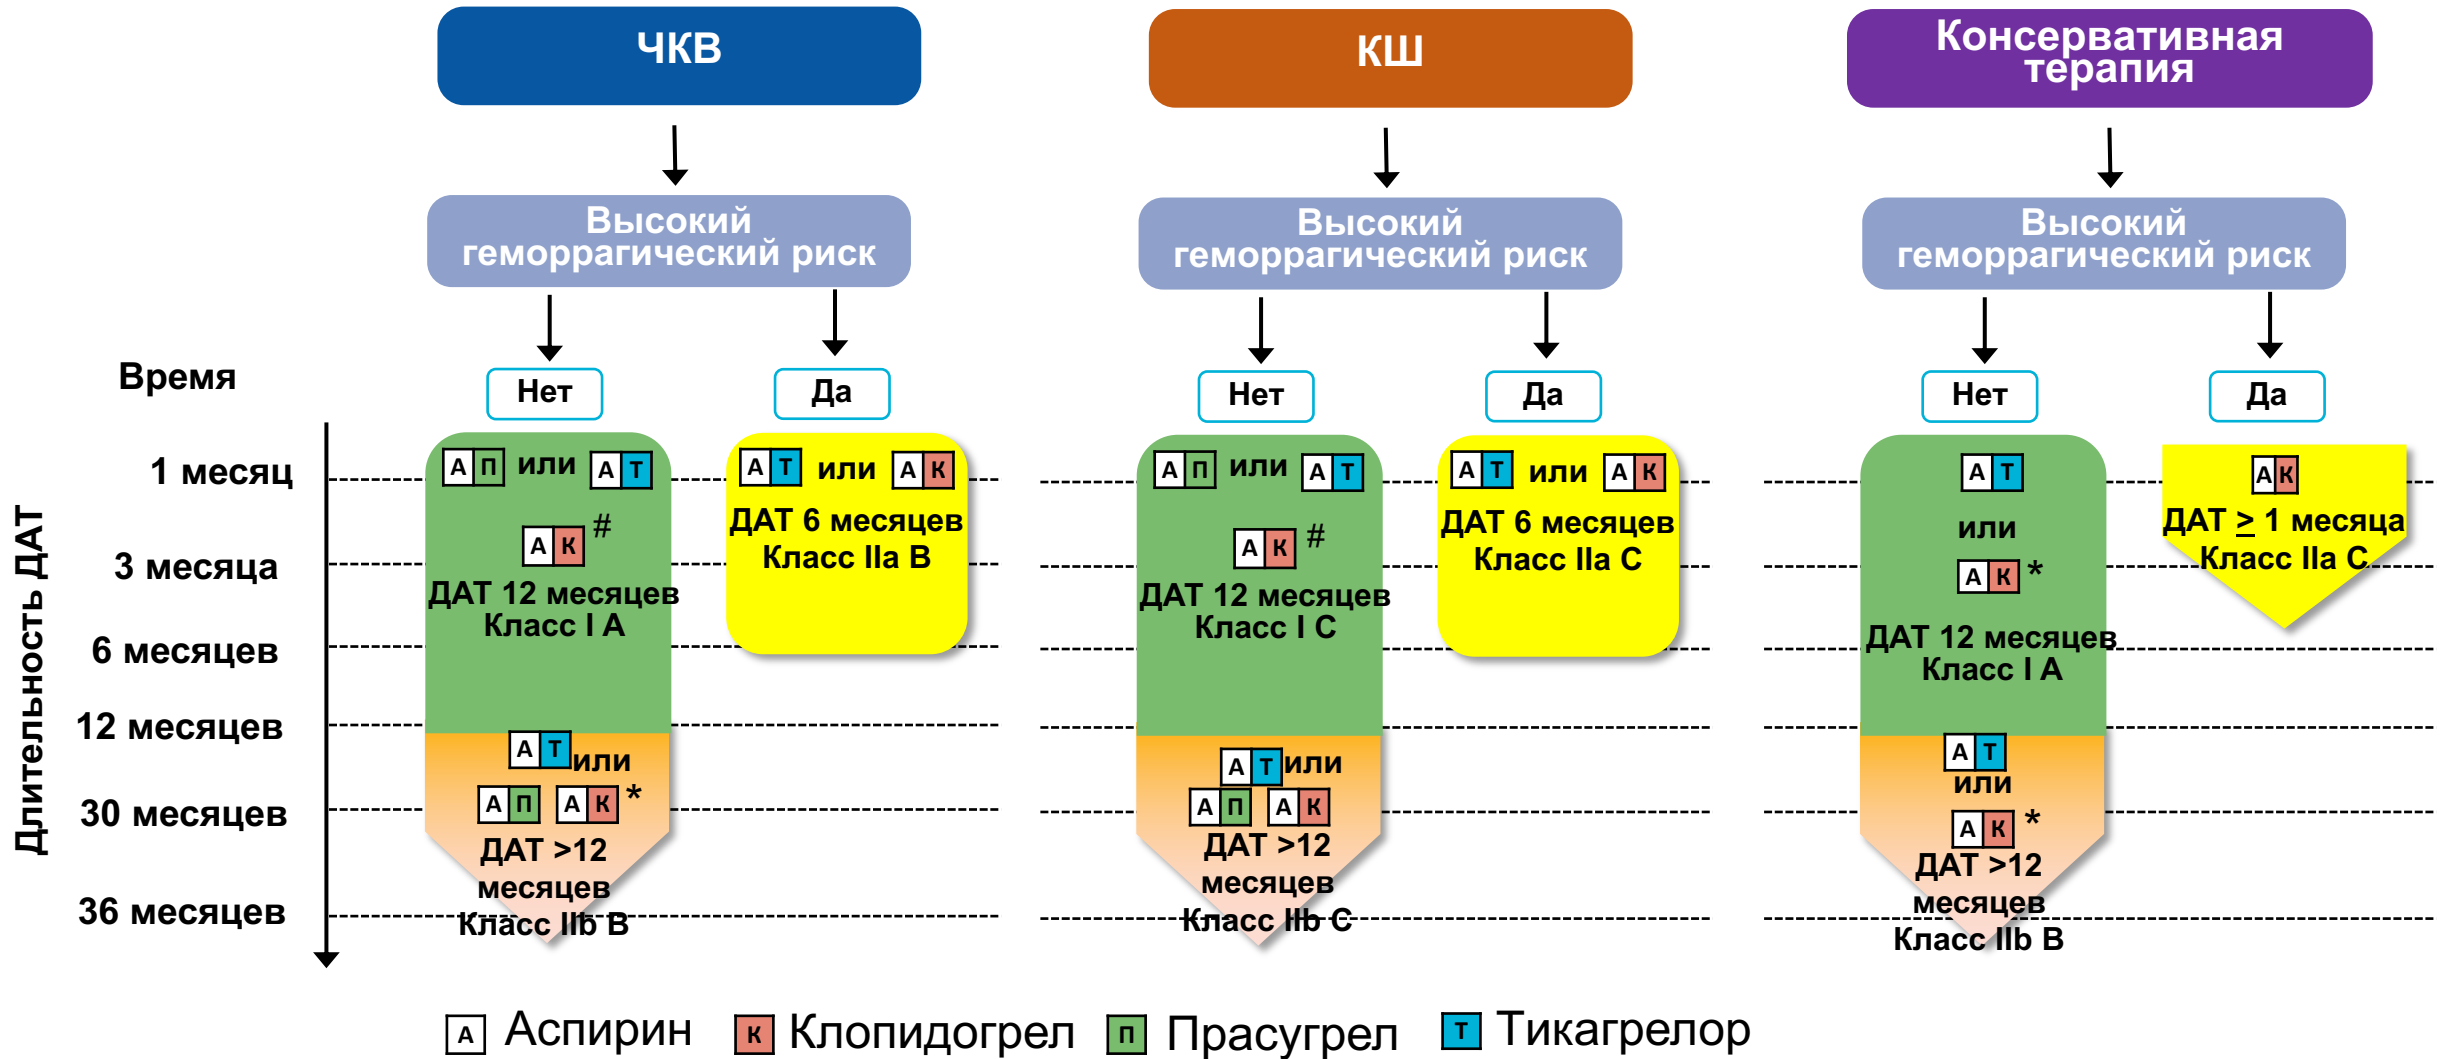 ЧКВ
КШ
Консервативная
терапия
Высокий
геморрагический риск
Высокий
геморрагический риск
Высокий
геморрагический риск
Время
Нет
Да
Нет
Да
Нет
Да
Длительность ДАТ
1 месяц
3 месяца
6 месяцев
12 месяцев
30 месяцев
36 месяцев
А П или А Т
А К #
ДАТ 12 месяцев
Класс I А
А Т или
А П А К *
ДАТ >12
месяцев
Класс IIb В
А Т или А К
ДАТ 6 месяцев
Класс IIa В
А П или А Т
А К #
ДАТ 12 месяцев
Класс I С
А Т или
А П А К
ДАТ >12
месяцев
Класс IIb С
А Т или А К
ДАТ 6 месяцев
Класс IIa С
А Т
или
А К *
ДАТ 12 месяцев
Класс I А
А Т
или
А К *
ДАТ >12
месяцев
Класс IIb В
А К
ДАТ ≥ 1 месяца
Класс IIa С
А Аспирин К Клопидогрел П Прасугрел Т Тикагрелор